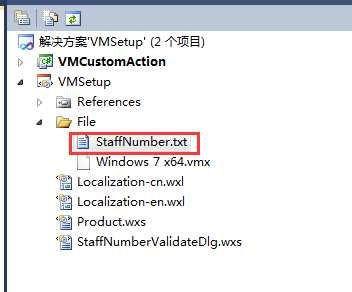 解决方案'VMSetup' (2 个项目)
VMCustomAction
VMSetup
References
File
StaffNumber.txt
Windows 7 x64.vmx
Localization-cn.wxl
Localization-en.wxl
Product.wxs
StaffNumberValidateDlg.wxs